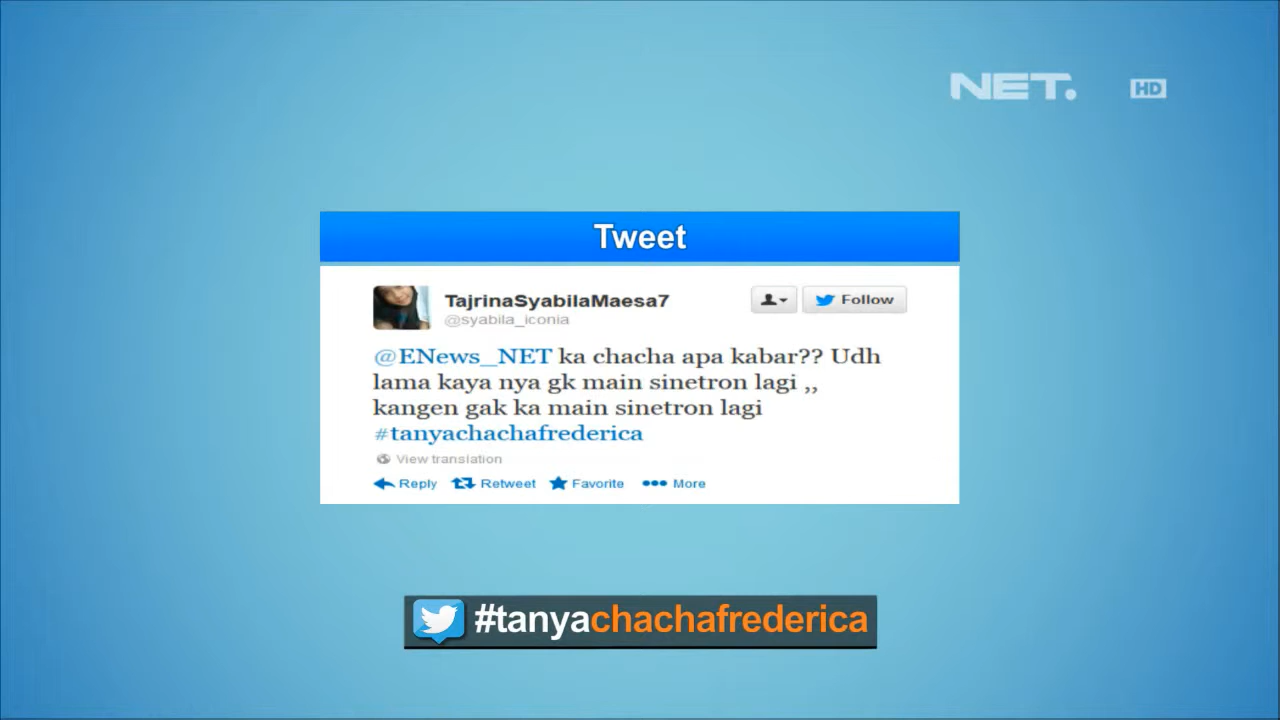 NET.
HD
Tweet
TajrinaSyabilaMaesa7
@syabila_iconia
Follow
@ENews_NET ka chacha apa kabar?? Udh
lama kaya nya gk main sinetron lagi ,,
kangen gak ka main sinetron lagi
#tanyachachafrederica
View translation
Reply Retweet Favorite More
#tanyachachafrederica